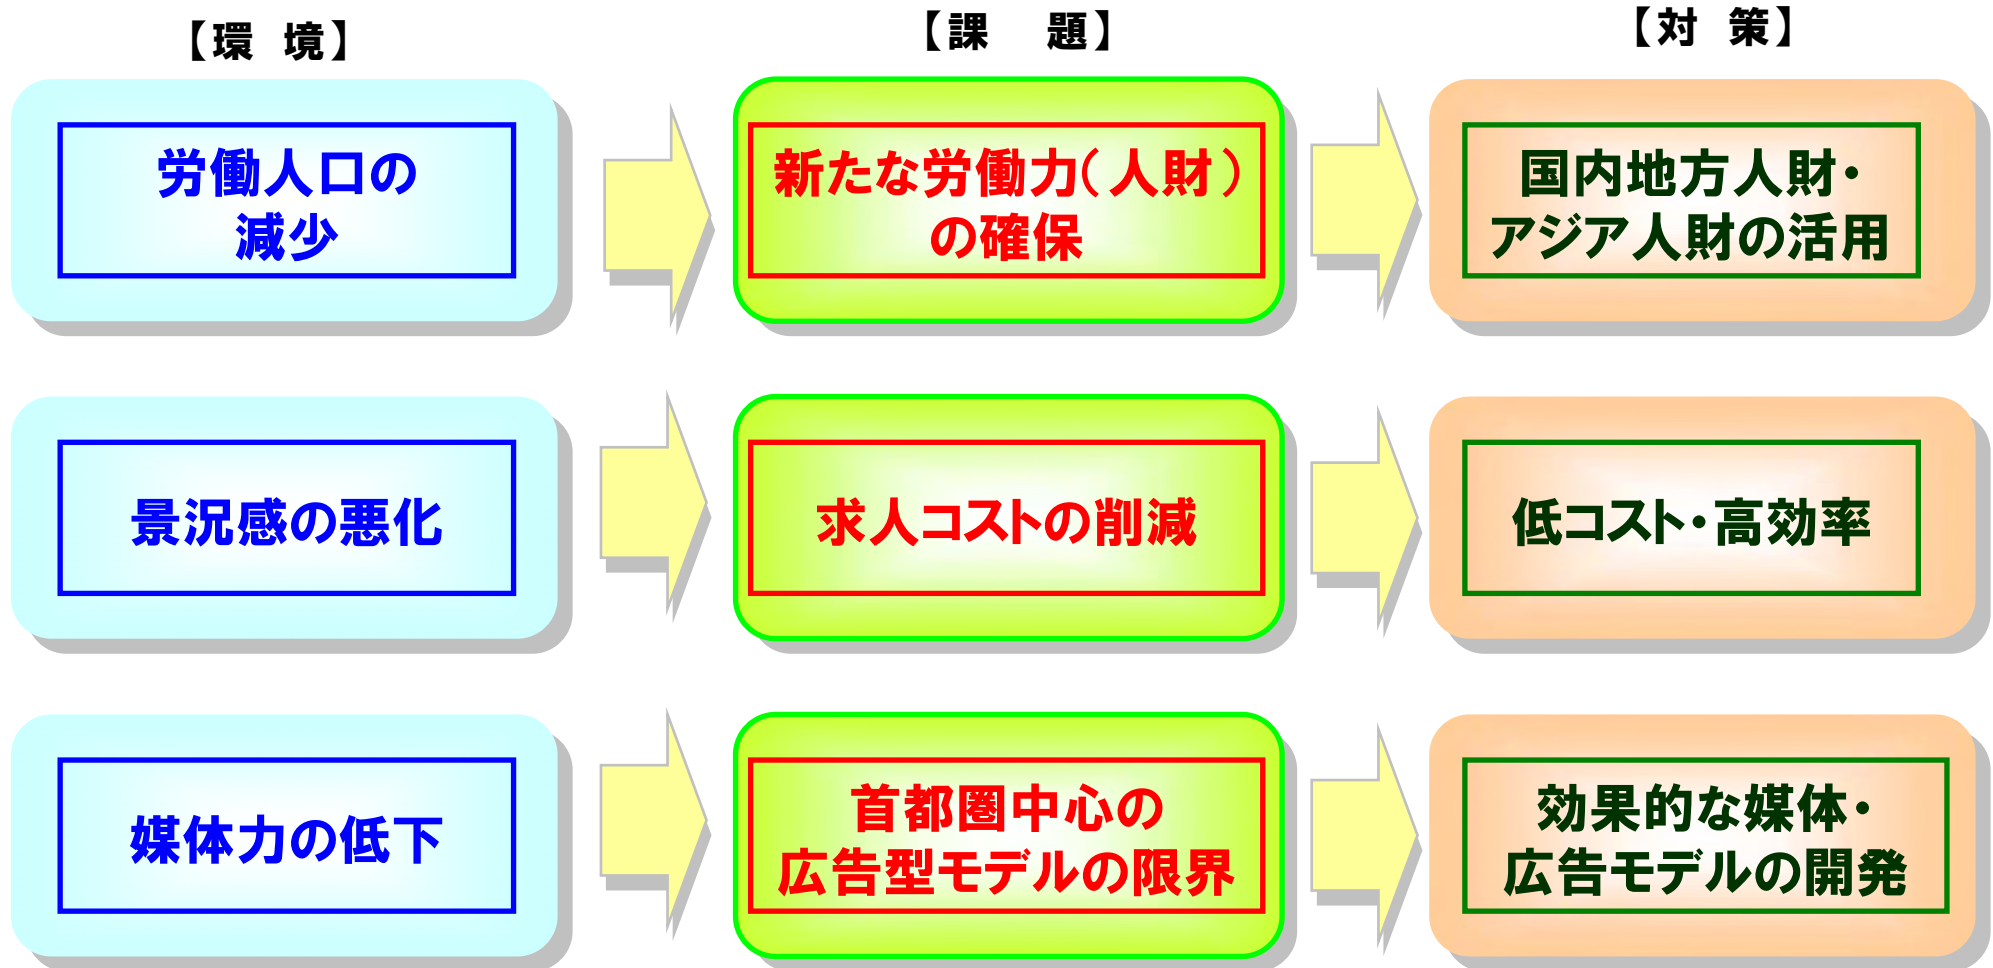 【環　境】
【課　題】
【対　策】
労働人口の
減少
新たな労働力（人財）
の確保
国内地方人財・
アジア人財の活用
景況感の悪化
求人コストの削減
低コスト・高効率
媒体力の低下
首都圏中心の
広告型モデルの限界
効果的な媒体・
広告モデルの開発